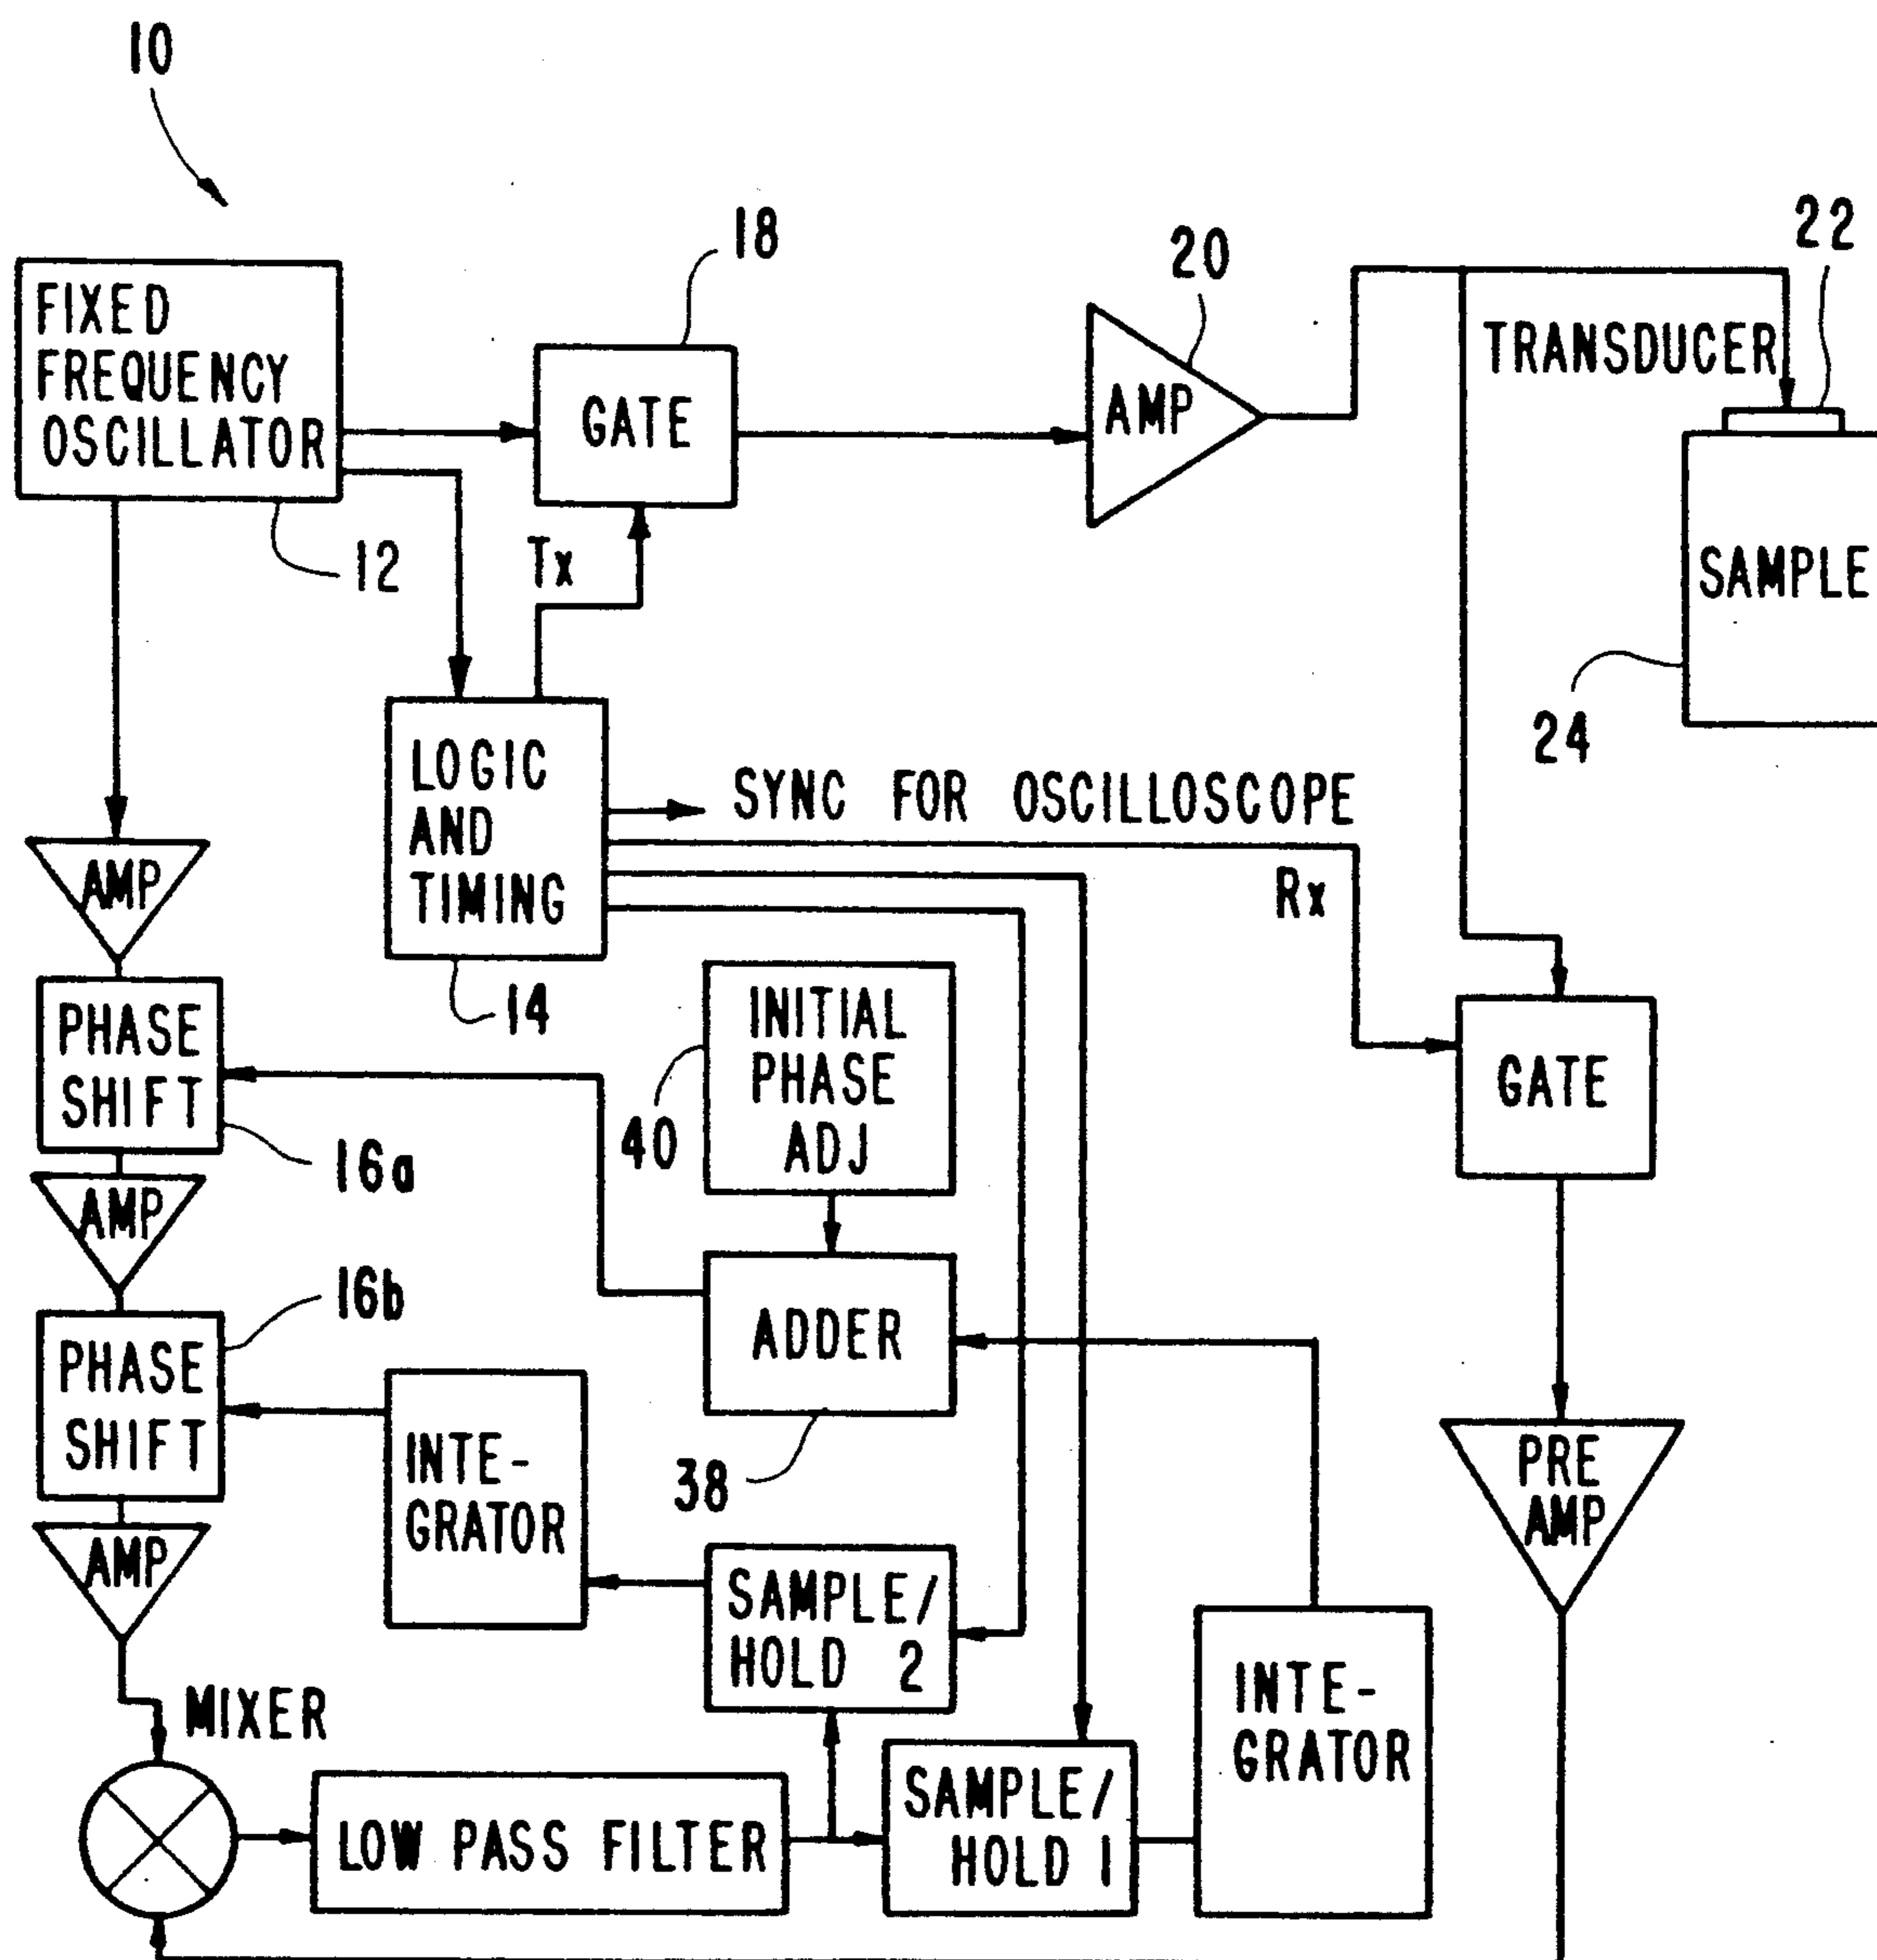 10
FIXED
FREQUENCY
OSCILLATOR
12
18
GATE
20
AMP
22
TRANSDUCER
SAMPLE
24
Tx
LOGIC
AND
TIMING
14
SYNC FOR OSCILLOSCOPE
Rx
AMP
PHASE
SHIFT
16a
AMP
16b
PHASE
SHIFT
AMP
INITIAL
PHASE
ADJ
40
ADDER
38
GATE
PRE
AMP
INTE-
GRATOR
SAMPLE/
HOLD 2
INTE-
GRATOR
MIXER
LOW PASS FILTER
SAMPLE/
HOLD 1